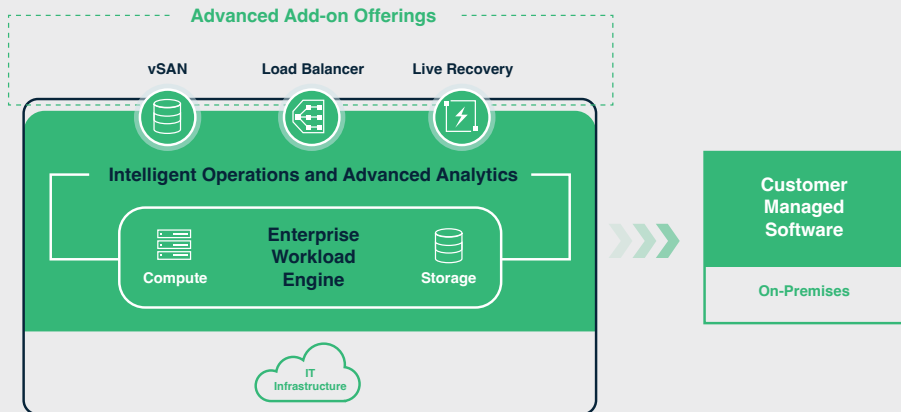 Advanced Add-on Offerings
vSAN
Load Balancer
Live Recovery
Intelligent Operations and Advanced Analytics
Enterprise
Workload
Engine
Compute
Storage
IT
Infrastructure
Customer
Managed
Software
On-Premises